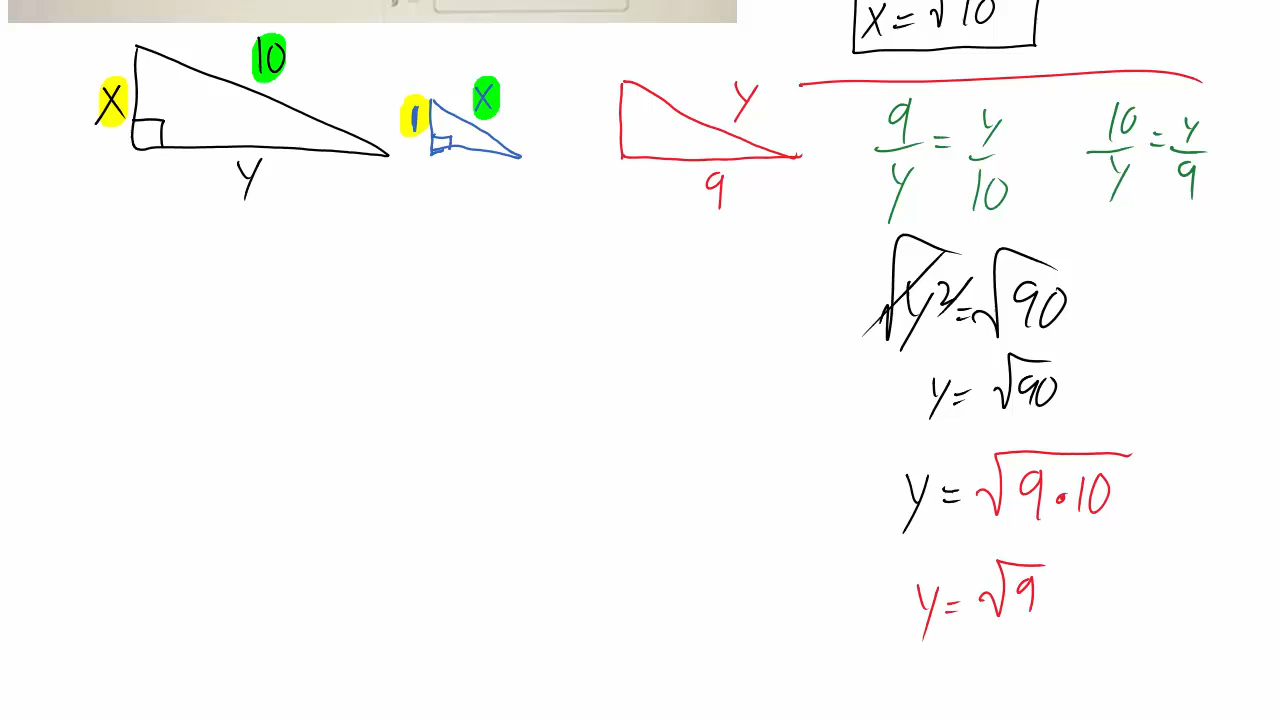 x = √10
10
x
y
1
x
y
9
9/y = y/10
10/y = y/9
√y² = √90
y = √90
y = √9·10
y = √9